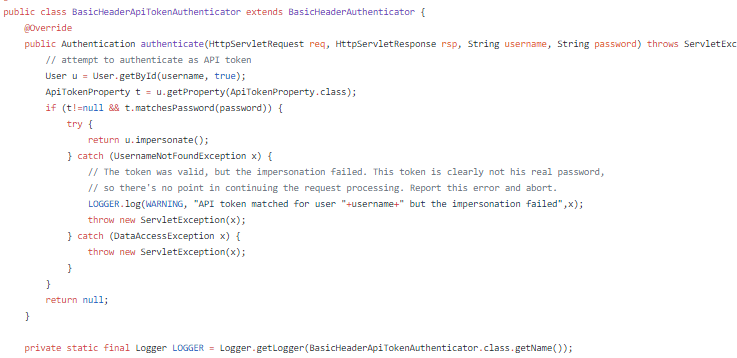 public class BasicHeaderApiTokenAuthenticator extends BasicHeaderAuthenticator {
@Override
public Authentication authenticate(HttpServletRequest req, HttpServletResponse rsp, String username, String password) throws ServletExc
// attempt to authenticate as API token
User u = User.getById(username, true);
ApiTokenProperty t = u.getProperty(ApiTokenProperty.class);
if (t!=null && t.matchesPassword(password)) {
try {
return u.impersonate();
} catch (UsernameNotFoundException x) {
// The token was valid, but the impersonation failed. This token is clearly not his real password,
// so there's no point in continuing the request processing. Report this error and abort.
LOGGER.log(WARNING, "API token matched for user "+username+" but the impersonation failed",x);
throw new ServletException(x);
} catch (DataAccessException x) {
throw new ServletException(x);
}
}
return null;
}
private static final Logger LOGGER = Logger.getLogger(BasicHeaderApiTokenAuthenticator.class.getName());